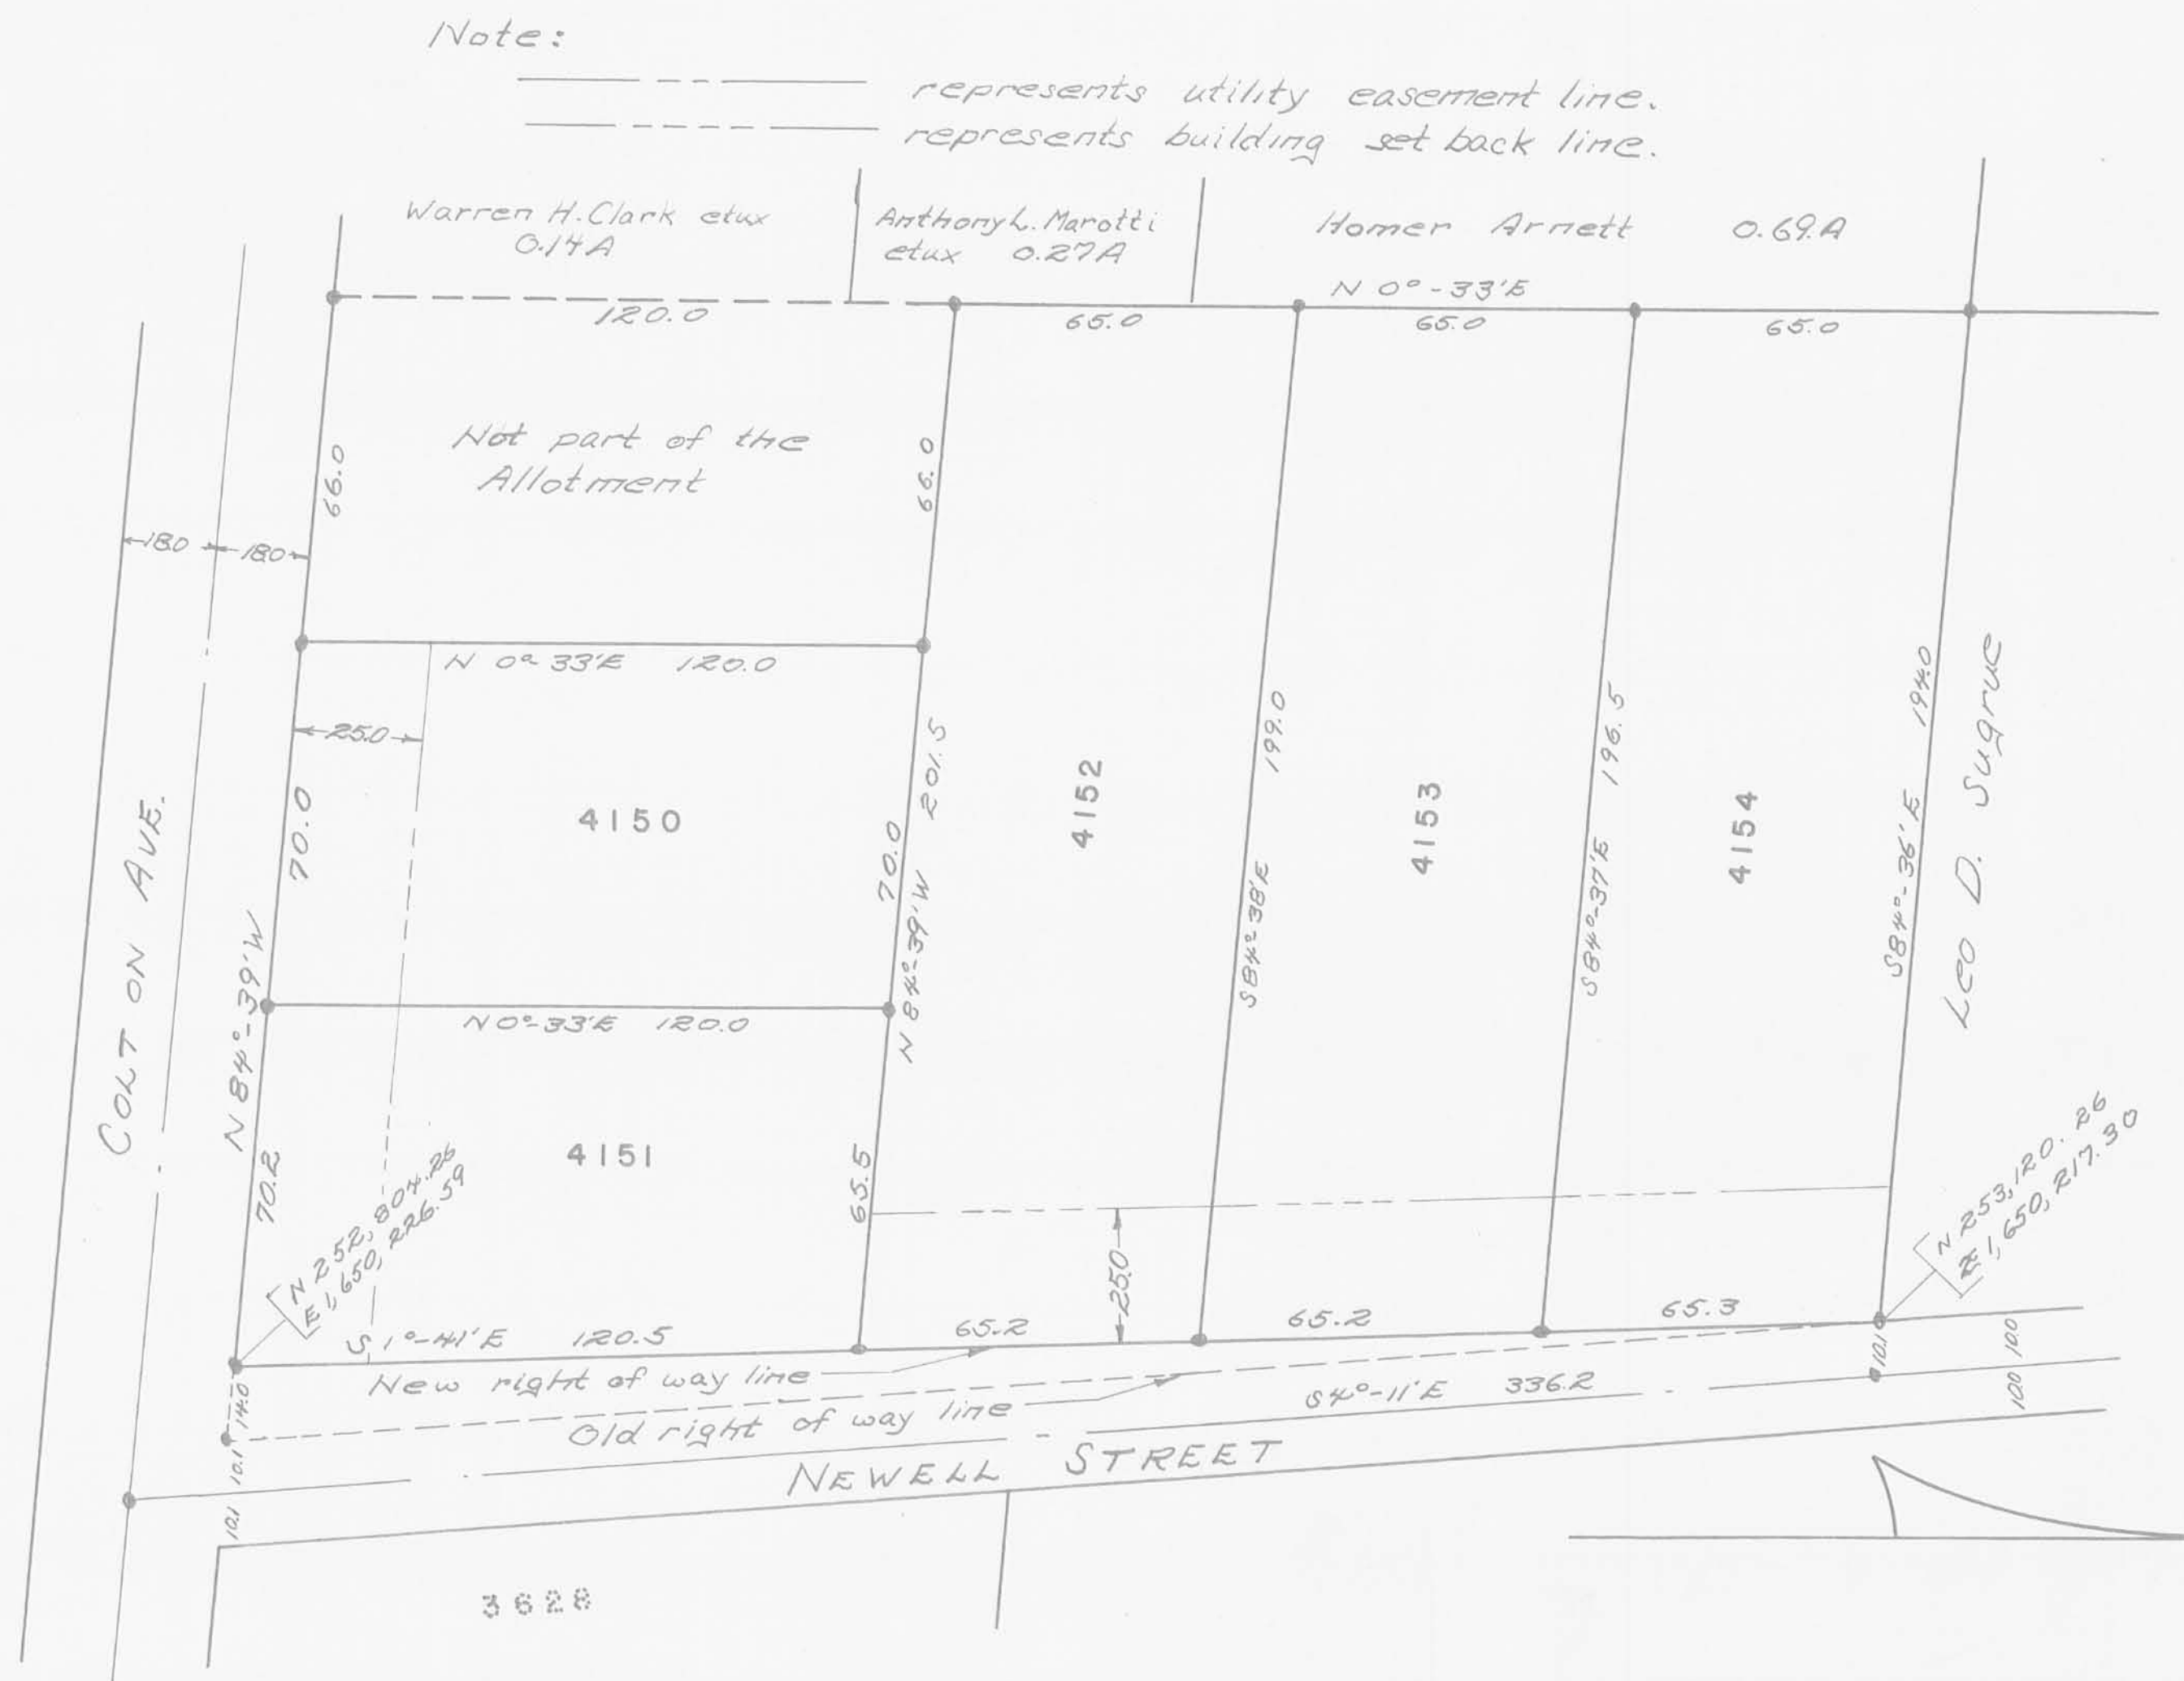 Note:
represents utility easement line.
represents building set back line.
Warren H. Clark etux
0.14A
Anthony L. Marotti
etux 0.27A
Homer Arnett 0.69A
N 0°-33'E
120.0
65.0
65.0
65.0
66.0
Not part of the
Allotment
66.0
18.0
18.0
N 0°-33'E 120.0
25.0
70.0
4150
70.0
N 84°-39'W 201.5
4152
S84°-38'E 199.0
4153
S84°-37'E 196.5
4154
S84°-36'E 194.0
Leo D. Sugrue
COLTON AVE.
N 84°-39'W
N 0°-33'E 120.0
70.2
4151
65.5
N 252,804.26
E 1,650,226.59
N 253,120.26
E 1,650,217.30
25.0
S 1°-41'E 120.5
65.2
65.2
65.3
New right of way line
Old right of way line
S4°-11'E 336.2
14.0
10.1
10.1
10.1
10.0
10.0
NEWELL STREET
3628